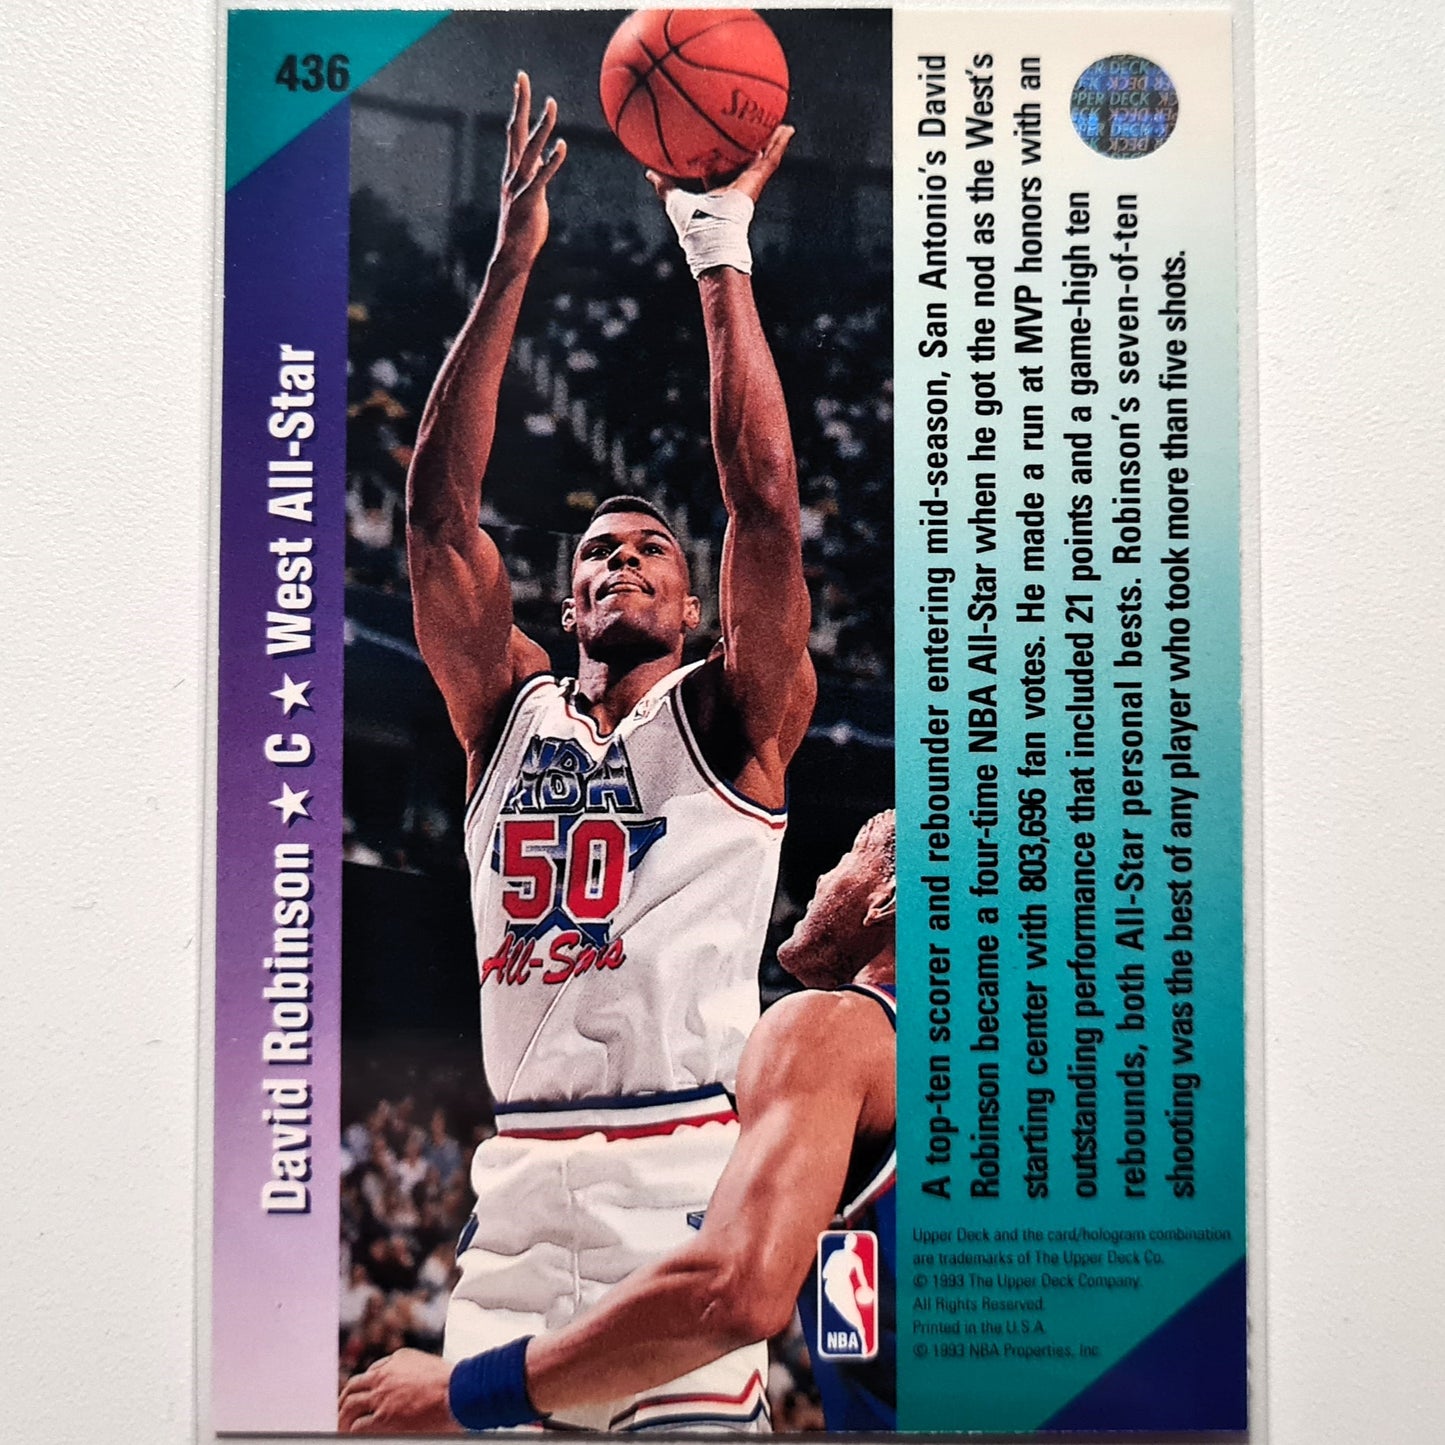 436
David Robinson ★ C ★ West All-Star
SPAL
NBA
50
All-Stars
A top-ten scorer and rebounder entering mid-season, San Antonio's David
Robinson became a four-time NBA All-Star when he got the nod as the West's
starting center with 803,696 fan votes. He made a run at MVP honors with an
outstanding performance that included 21 points and a game-high ten
rebounds, both All-Star personal bests. Robinson's seven-of-ten
shooting was the best of any player who took more than five shots.
UPPER DECK
Upper Deck and the card/hologram combination
are trademarks of The Upper Deck Co.
© 1993 The Upper Deck Company.
All Rights Reserved.
Printed in the U.S.A.
© 1993 NBA Properties, Inc.
NBA